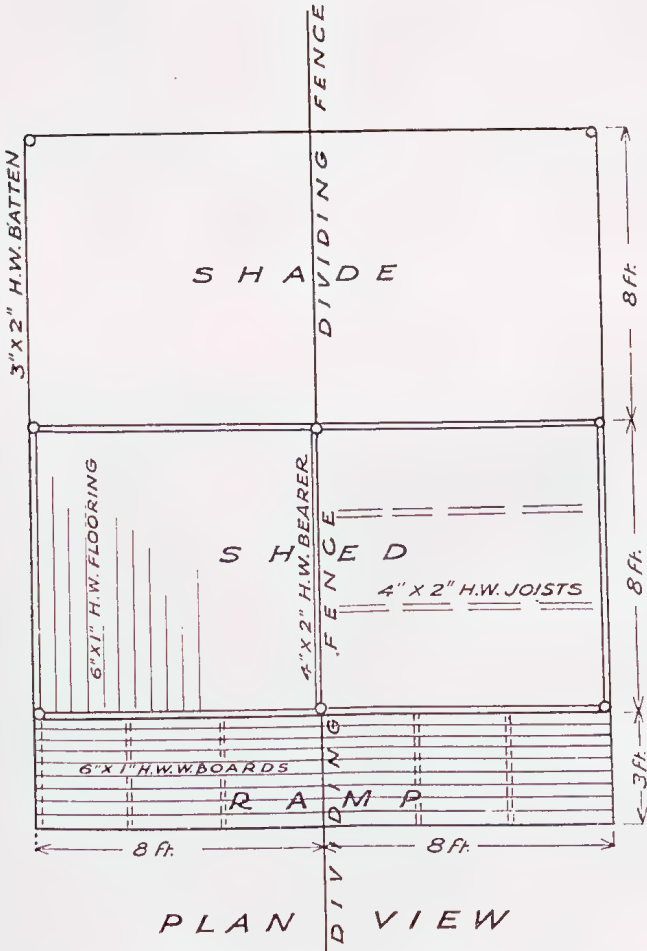 DIVIDING FENCE
3"X2" H.W. BATTEN
SHADE
8 ft.
6"X1" H.W. FLOORING
SHED
4"X2" H.W. BEARER
4"X2" H.W. JOISTS
8 ft.
DIVIDING FENCE
6"X1" H.W.W. BOARDS
RAMP
3 ft.
8 ft.
8 ft.
PLAN VIEW